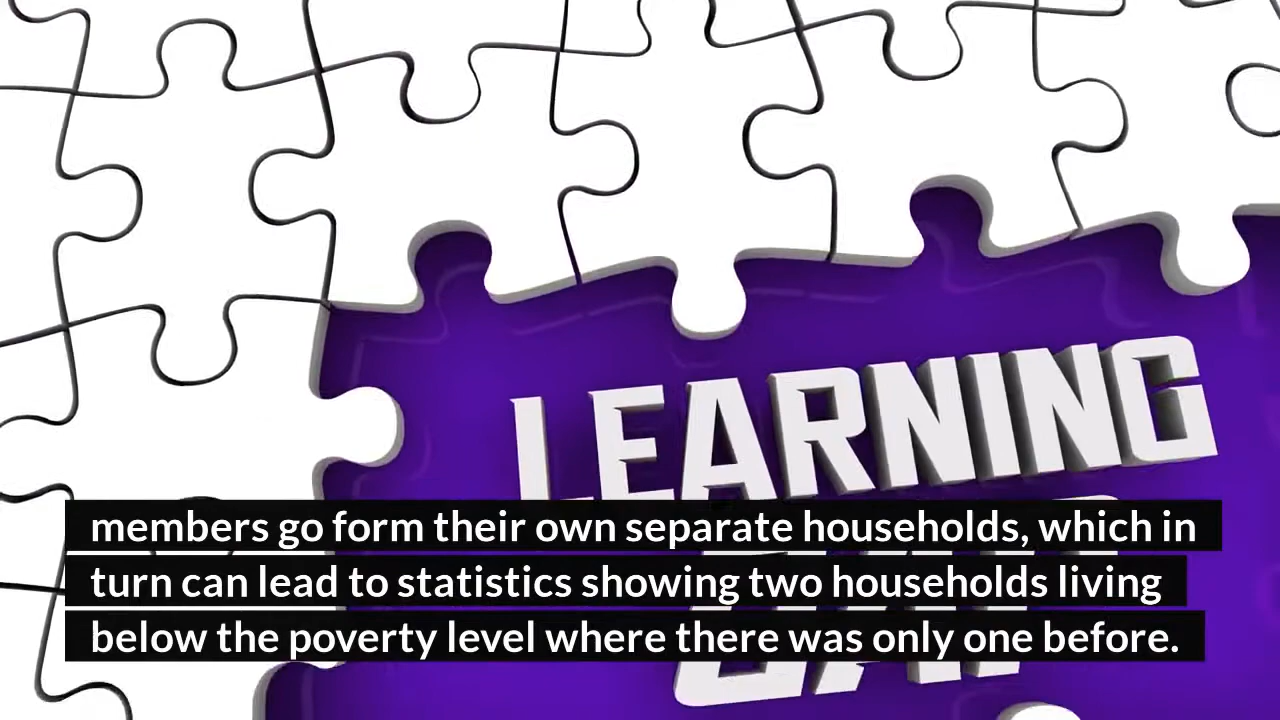 LEARNING
GAP
members go form their own separate households, which in
turn can lead to statistics showing two households living
below the poverty level where there was only one before.